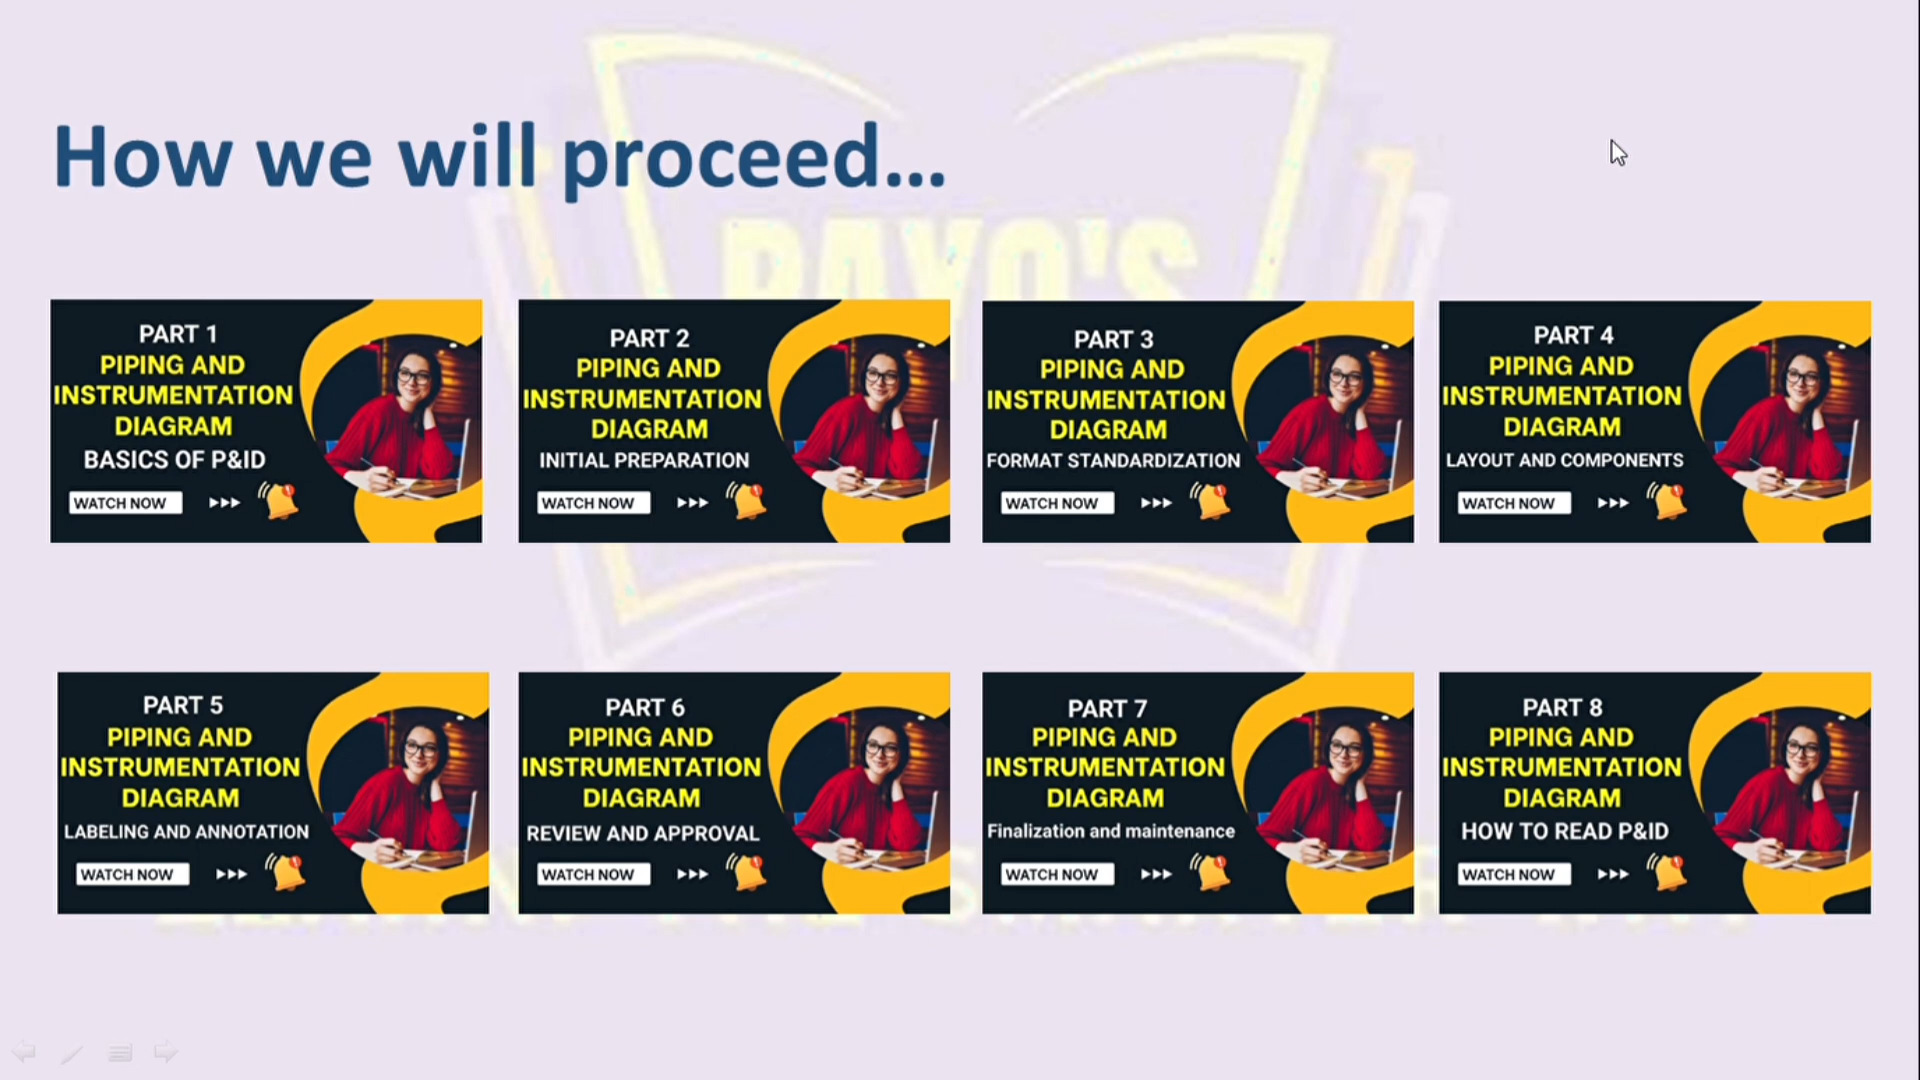 How we will proceed...
RAYO'S
PART 1
PIPING AND
INSTRUMENTATION
DIAGRAM
BASICS OF P&ID
WATCH NOW
PART 2
PIPING AND
INSTRUMENTATION
DIAGRAM
INITIAL PREPARATION
WATCH NOW
PART 3
PIPING AND
INSTRUMENTATION
DIAGRAM
FORMAT STANDARDIZATION
WATCH NOW
PART 4
PIPING AND
INSTRUMENTATION
DIAGRAM
LAYOUT AND COMPONENTS
WATCH NOW
PART 5
PIPING AND
INSTRUMENTATION
DIAGRAM
LABELING AND ANNOTATION
WATCH NOW
PART 6
PIPING AND
INSTRUMENTATION
DIAGRAM
REVIEW AND APPROVAL
WATCH NOW
PART 7
PIPING AND
INSTRUMENTATION
DIAGRAM
Finalization and maintenance
WATCH NOW
PART 8
PIPING AND
INSTRUMENTATION
DIAGRAM
HOW TO READ P&ID
WATCH NOW